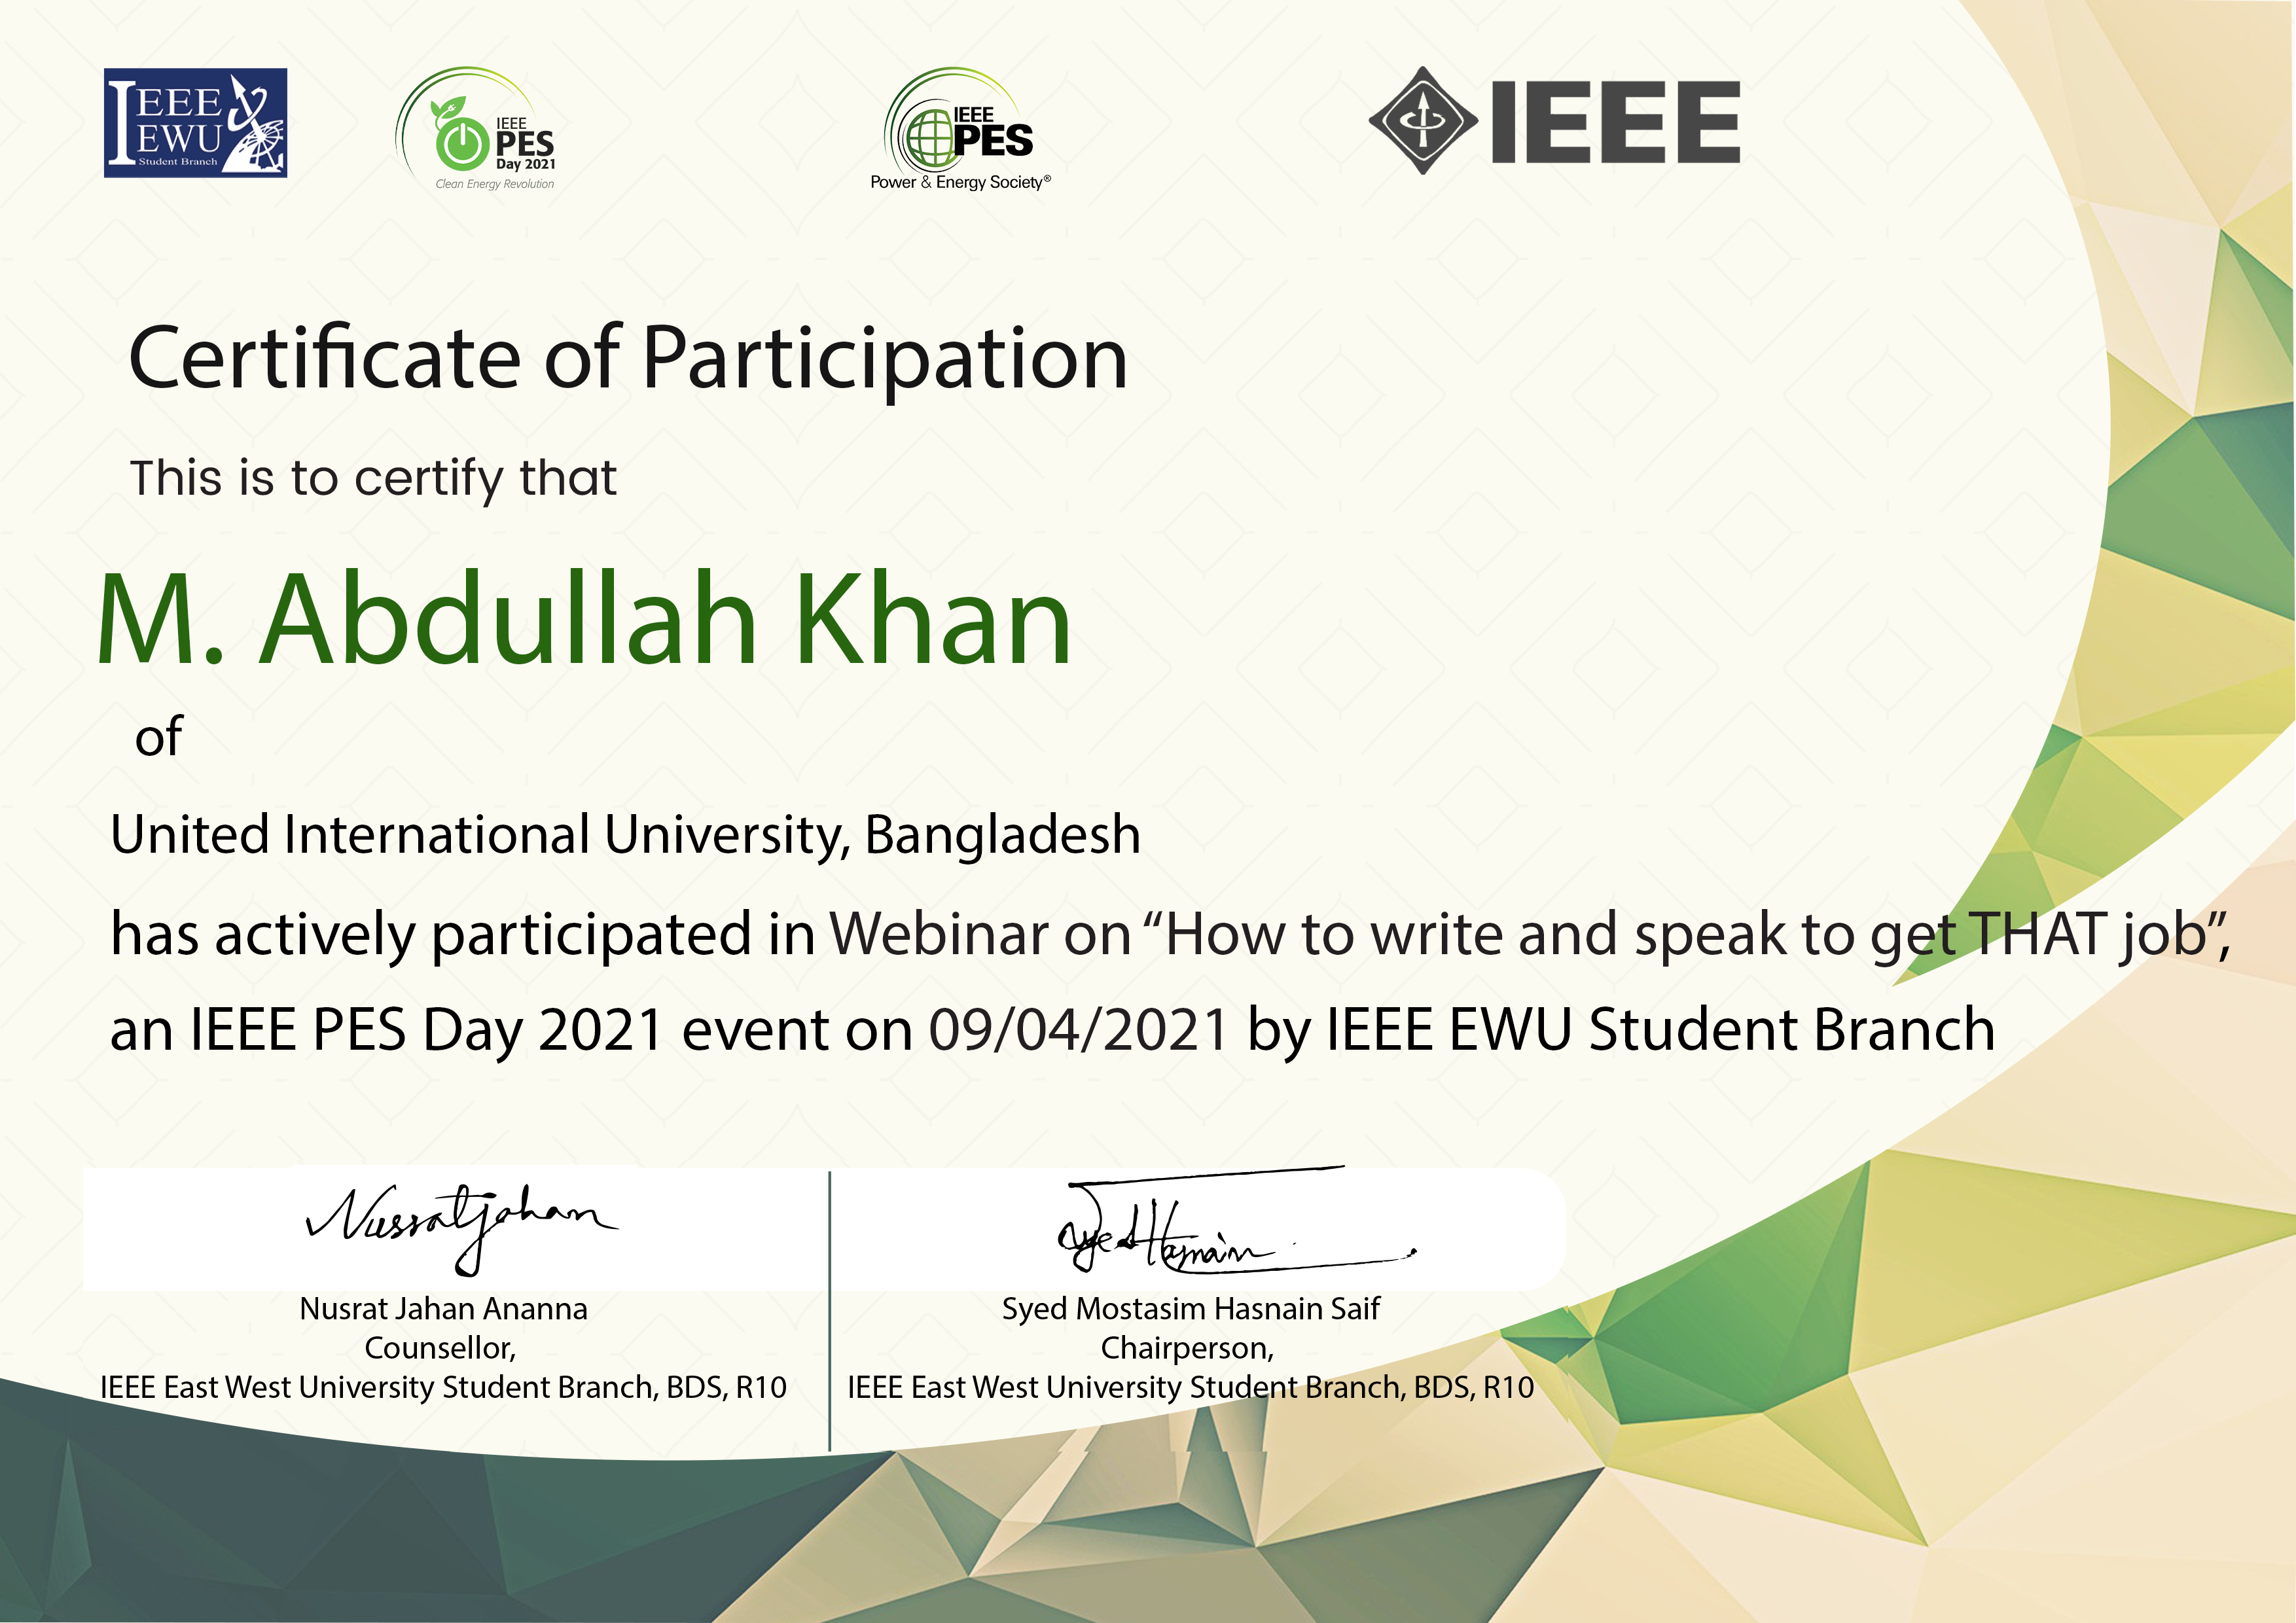 IEEE
EWU
Student Branch
IEEE
PES
Day 2021
Clean Energy Revolution
IEEE
PES
Power & Energy Society®
IEEE
Certificate of Participation
This is to certify that
M. Abdullah Khan
of
United International University, Bangladesh
has actively participated in Webinar on “How to write and speak to get THAT job”,
an IEEE PES Day 2021 event on 09/04/2021 by IEEE EWU Student Branch
Nusrat Jahan
Syed Hasnain
Nusrat Jahan Ananna
Counsellor,
IEEE East West University Student Branch, BDS, R10
Syed Mostasim Hasnain Saif
Chairperson,
IEEE East West University Student Branch, BDS, R10